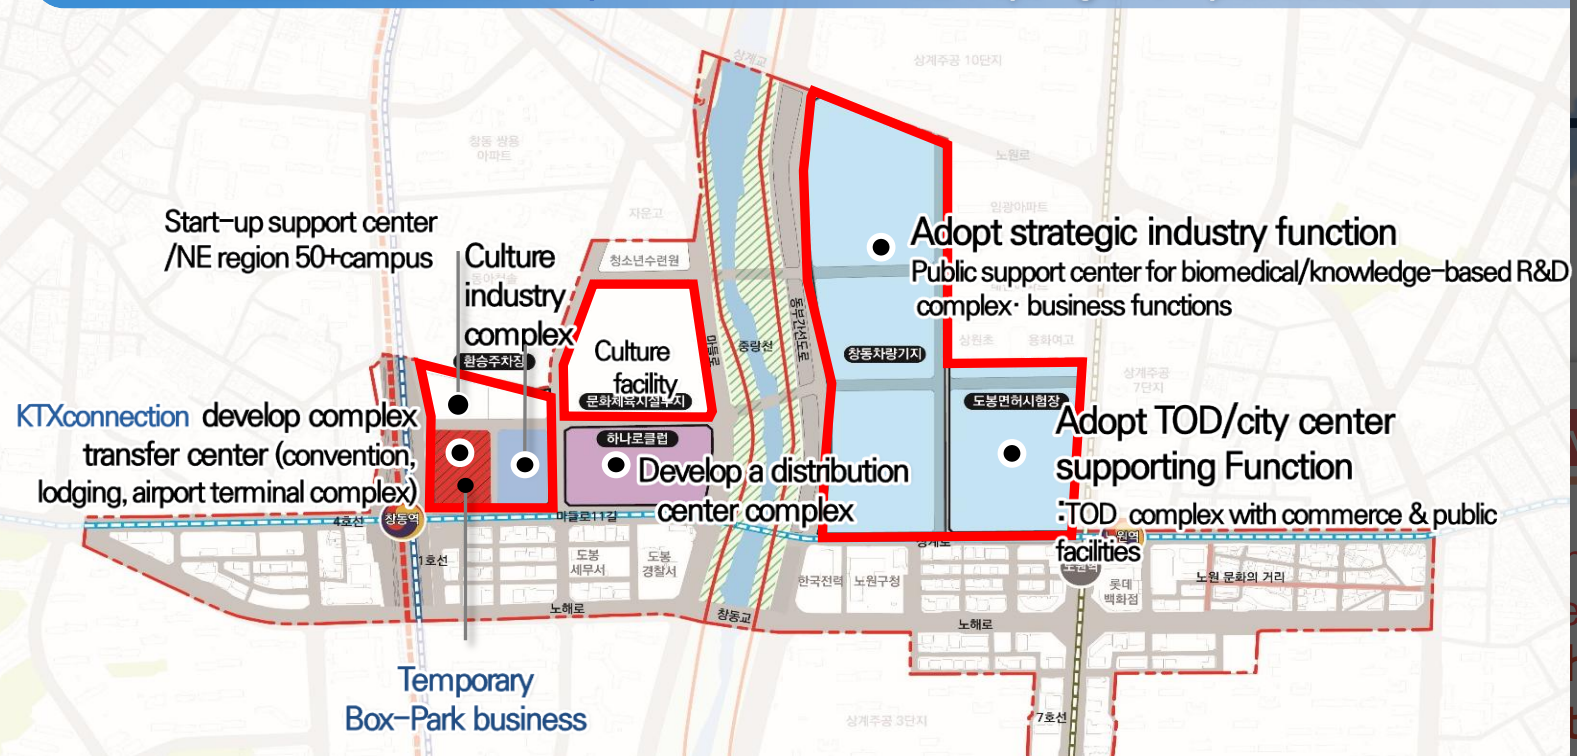 상계교
상계주공 10단지
창동 쌍용
아파트
노원로
자운고
임광아파트
Start-up support center
/NE region 50+campus
Culture
industry
complex
청소년수련원
Adopt strategic industry function
Public support center for biomedical/knowledge-based R&D
complex· business functions
동부간선도로
마들로
중랑천
상원초
용화여고
환승주차장
Culture
facility
문화체육시설부지
창동차량기지
상계주공
7단지
도봉면허시험장
KTXconnection develop complex
transfer center (convention,
lodging, airport terminal complex)
하나로클럽
Develop a distribution
center complex
Adopt TOD/city center
supporting Function
:TOD complex with commerce & public
facilities
4호선
창동역
마들로11길
노원역
1호선
도봉
세무서
도봉
경찰서
한국전력
노원구청
롯데
백화점
노원 문화의 거리
노해로
창동교
노해로
Temporary
Box-Park business
상계주공 3단지
7호선